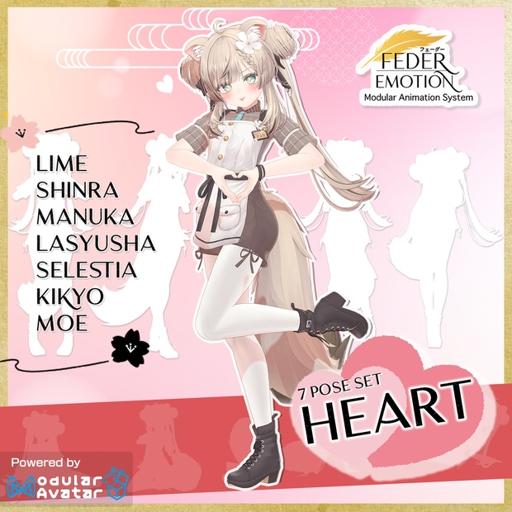 フェーダー
FEDER
EMOTION
Modular Animation System
LIME
SHINRA
MANUKA
LASYUSHA
SELESTIA
KIKYO
MOE
7 POSE SET
HEART
Powered by
Modular
Avatar